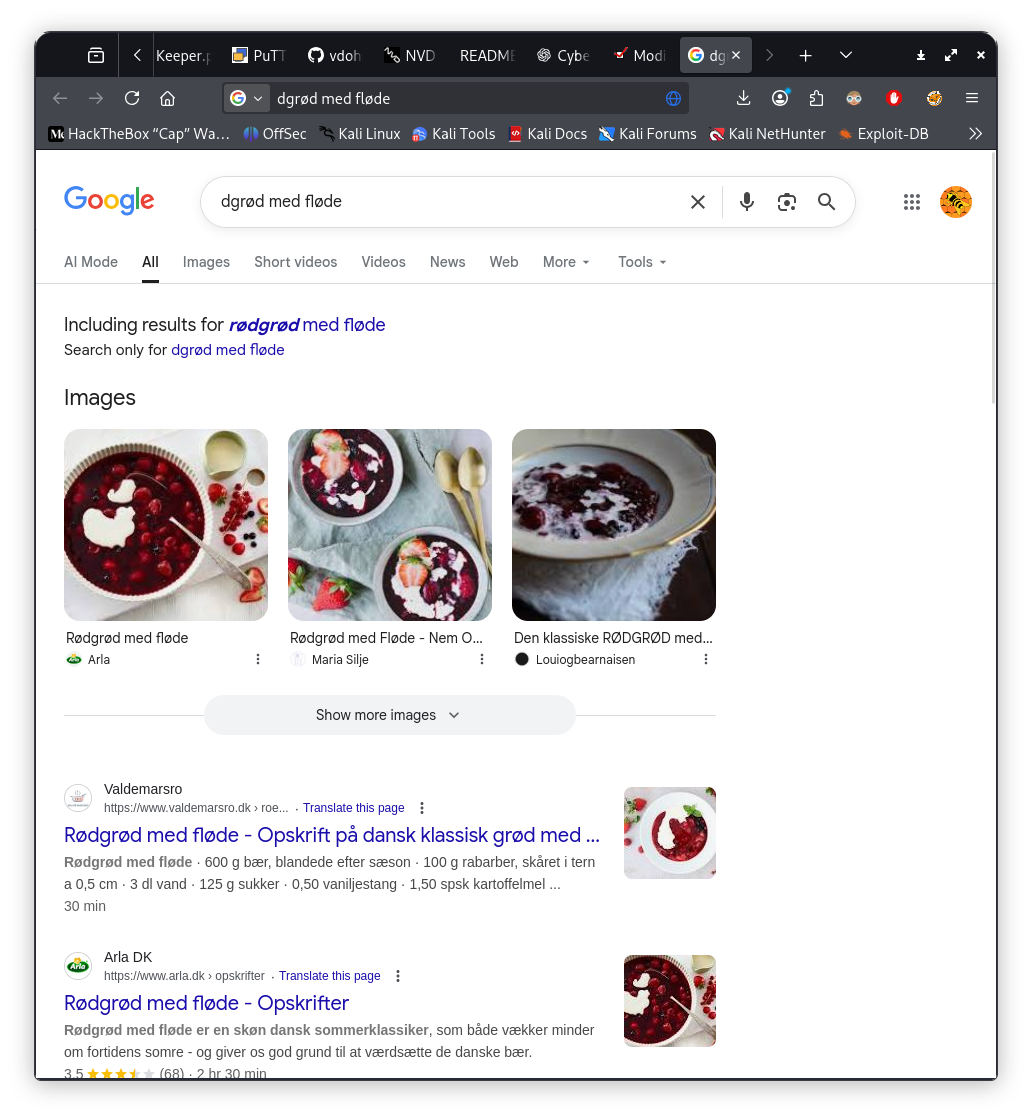 Keeper.p PuTT vdoh NVD README Cybe Modi dg
dgrød med fløde
HackTheBox “Cap” Wa… OffSec Kali Linux Kali Tools Kali Docs Kali Forums Kali NetHunter Exploit-DB
Google dgrød med fløde
AI Mode All Images Short videos Videos News Web More Tools
Including results for rødgrød med fløde
Search only for dgrød med fløde
Images
Rødgrød med fløde
Arla
Rødgrød med Fløde - Nem O...
Maria Silje
Den klassiske RØDGRØD med...
Louiogbearnaisen
Show more images
Valdemarsro
https://www.valdemarsro.dk › roe... · Translate this page
Rødgrød med fløde - Opskrift på dansk klassisk grød med ...
Rødgrød med fløde · 600 g bær, blandede efter sæson · 100 g rabarber, skåret i tern
a 0,5 cm · 3 dl vand · 125 g sukker · 0,50 vaniljestang · 1,50 spsk kartoffelmel ...
30 min
Arla
Arla DK
https://www.arla.dk › opskrifter · Translate this page
Rødgrød med fløde - Opskrifter
Rødgrød med fløde er en skøn dansk sommerklassiker, som både vækker minder
om fortidens somre - og giver os god grund til at værdsætte de danske bær.
3.5 (68) · 2 hr 30 min